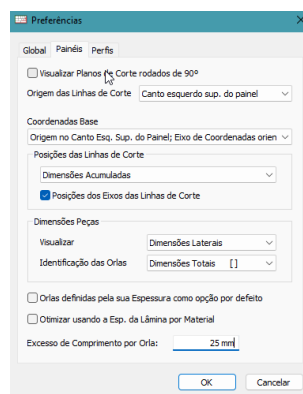 Preferências
Global Painéis Perfis
Visualizar Planos de Corte rodados de 90º
Origem das Linhas de Corte Canto esquerdo sup. do painel
Coordenadas Base
Origem no Canto Esq. Sup. do Painel; Eixo de Coordenadas orien
Posições das Linhas de Corte
Dimensões Acumuladas
Posições dos Eixos das Linhas de Corte
Dimensões Peças
Visualizar Dimensões Laterais
Identificação das Orlas Dimensões Totais []
Orlas definidas pela sua Espessura como opção por defeito
Otimizar usando a Esp. da Lâmina por Material
Excesso de Comprimento por Orla: 25 mm
OK Cancelar